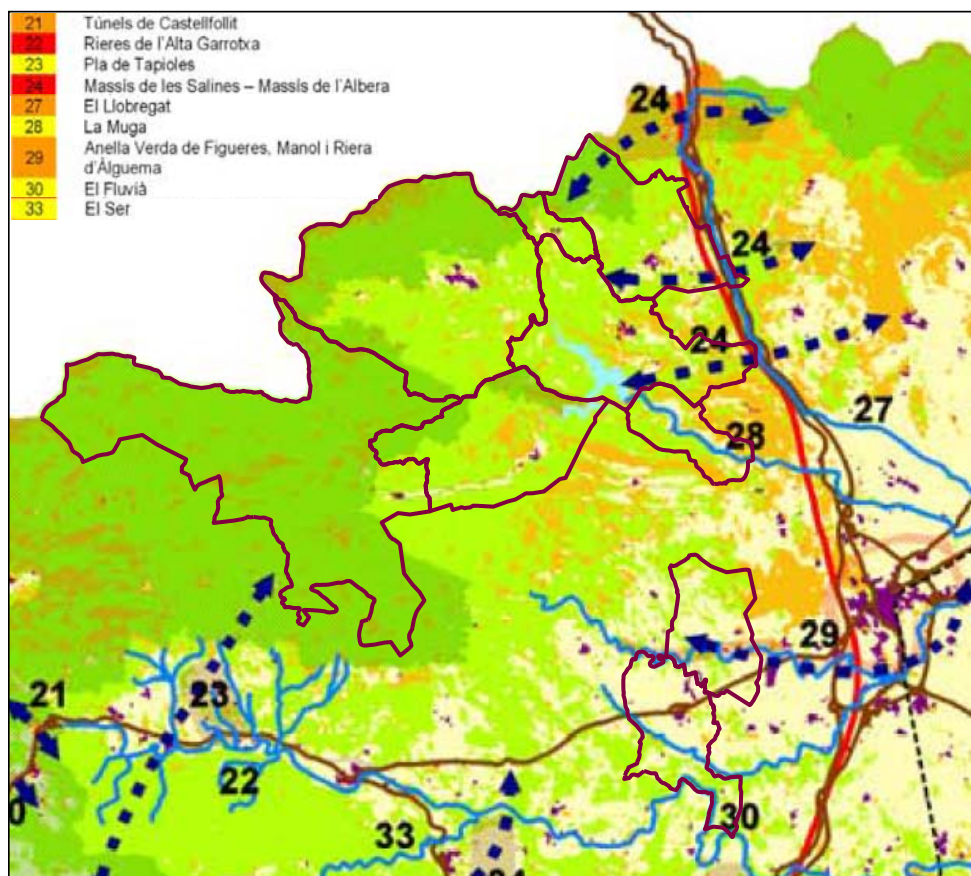 21 Túnels de Castellfollit
22 Rieres de l'Alta Garrotxa
23 Pla de Tapioles
24 Massís de les Salines – Massís de l'Albera
27 El Llobregat
28 La Muga
29 Anella Verda de Figueres, Manol i Riera
d'Àlguema
30 El Fluvià
33 El Ser
24
24
24
27
28
29
21
23
22
30
33